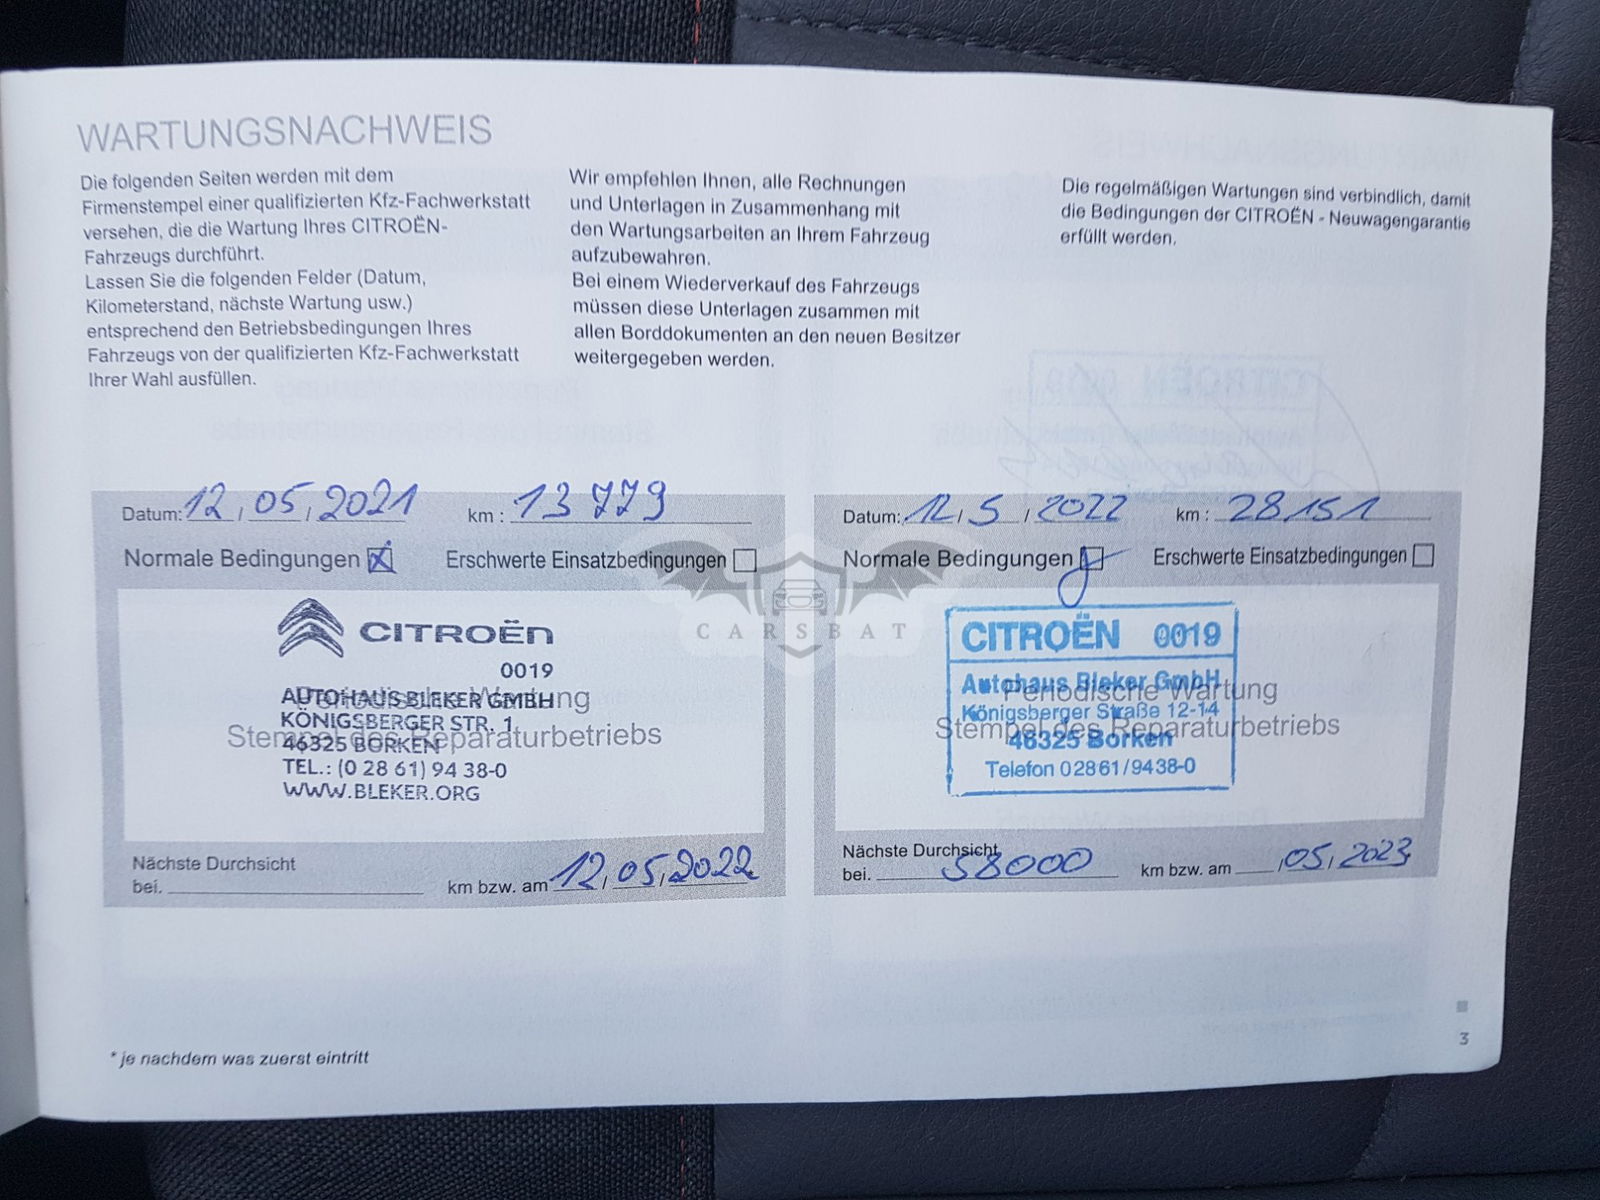 WARTUNGSNACHWEIS
Die folgenden Seiten werden mit dem
Firmenstempel einer qualifizierten Kfz-Fachwerkstatt
versehen, die die Wartung Ihres CITROËN-
Fahrzeugs durchführt.
Lassen Sie die folgenden Felder (Datum,
Kilometerstand, nächste Wartung usw.)
entsprechend den Betriebsbedingungen Ihres
Fahrzeugs von der qualifizierten Kfz-Fachwerkstatt
Ihrer Wahl ausfüllen.
Wir empfehlen Ihnen, alle Rechnungen
und Unterlagen in Zusammenhang mit
den Wartungsarbeiten an Ihrem Fahrzeug
aufzubewahren.
Bei einem Wiederverkauf des Fahrzeugs
müssen diese Unterlagen zusammen mit
allen Borddokumenten an den neuen Besitzer
weitergegeben werden.
Die regelmäßigen Wartungen sind verbindlich, damit
die Bedingungen der CITROËN - Neuwagengarantie
erfüllt werden.
Datum: 12 / 05 / 2021 km : 13 779
Normale Bedingungen Erschwerte Einsatzbedingungen
CITROËN
0019
Periodische Wartung
AUTOHAUS BLEKER GMBH
KÖNIGSBERGER STR. 1
Stempel des Reparaturbetriebs
46325 BORKEN
TEL.: (0 28 61) 94 38-0
WWW.BLEKER.ORG
Nächste Durchsicht
bei. km bzw. am 12 / 05 / 2022
Datum: 12 / 5 / 2022 km : 28.151
Normale Bedingungen Erschwerte Einsatzbedingungen
CITROËN 0019
Autohaus Bleker GmbH
Periodische Wartung
Königsberger Straße 12-14
Stempel des Reparaturbetriebs
46325 Borken
Telefon 02861/9438-0
Nächste Durchsicht
bei. 58000 km bzw. am / 05 / 2023
CARSBAT
* je nachdem was zuerst eintritt
3